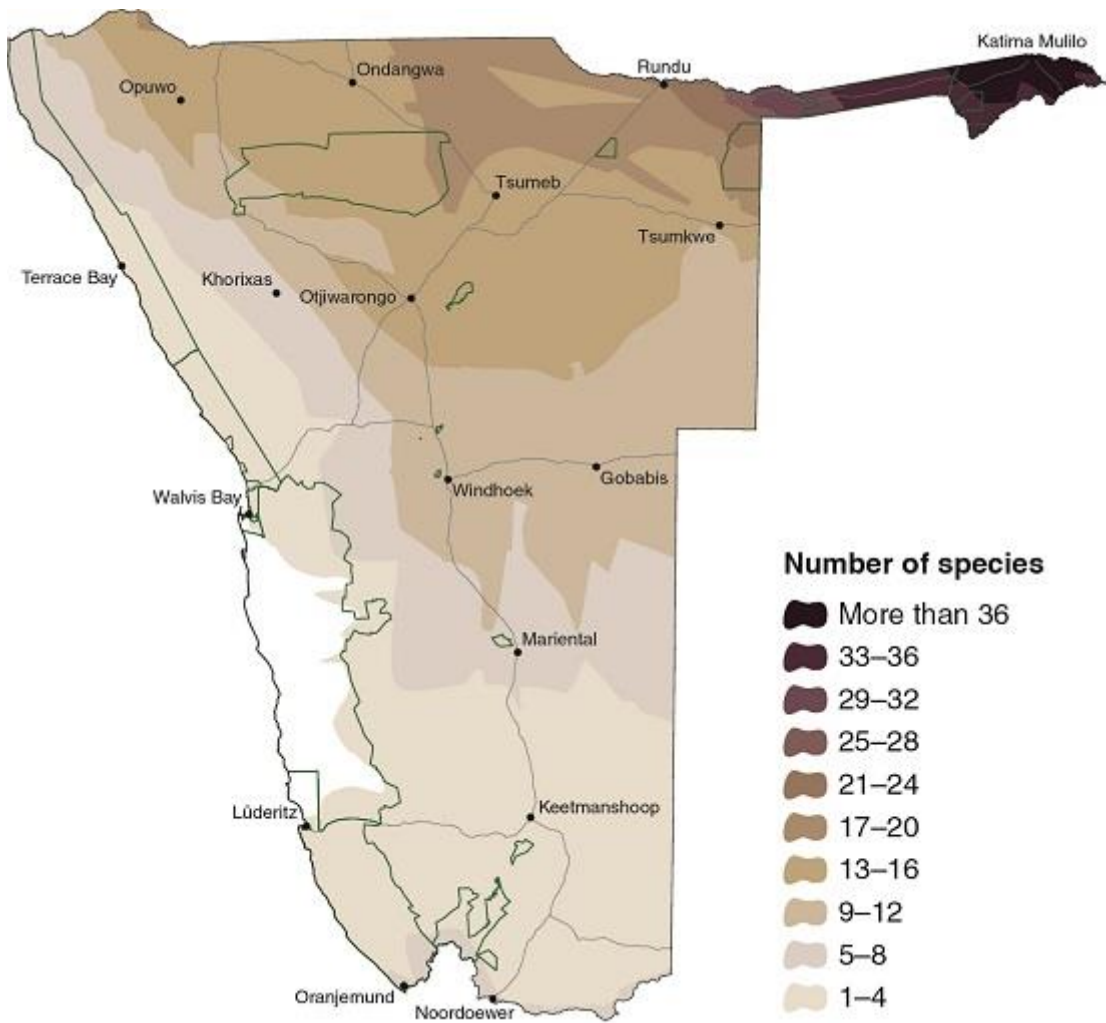 Katima Mulilo
Rundu
Ondangwa
Opuwo
Tsumeb
Tsumkwe
Terrace Bay
Khorixas
Otjiwarongo
Gobabis
Windhoek
Walvis Bay
Mariental
Keetmanshoop
Lüderitz
Oranjemund
Noordoewer
Number of species
More than 36
33–36
29–32
25–28
21–24
17–20
13–16
9–12
5–8
1–4